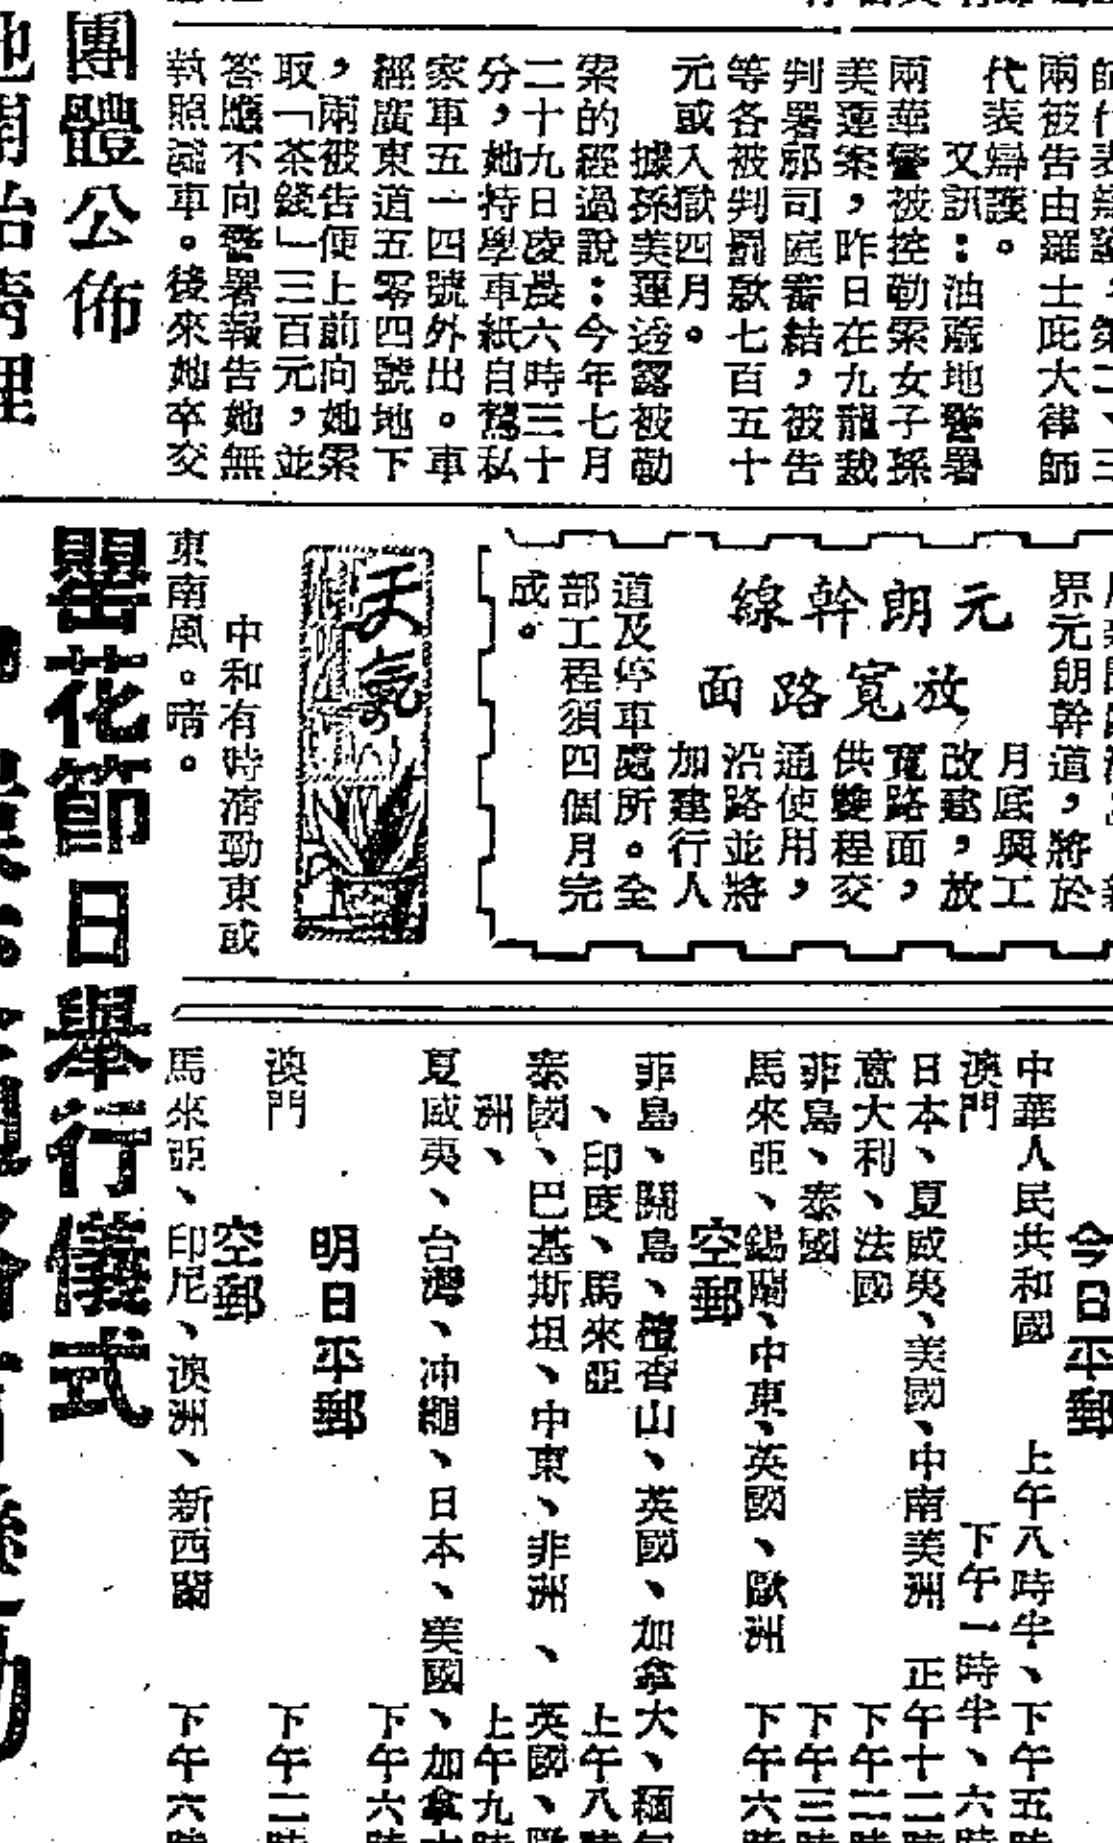 兩被告由羅士庇大律師
代表辯護。
又訊：油蔴地警署
兩華警被控勒索女子孫
美運案，昨日在九龍裁
判署郞司庭審結，被告
等各被判罰欵七百五十
元或入獄四月。
據孫美運透露被勒
索的經過說：今年七月
二十九日凌晨六時三十
分，她持學車紙自駕私
家車五一四號外出。車
經廣東道五零四號地下
，兩被告便上前向她索
取「茶錢」三百元，並
答應不向警署報告她無
執照駕車。後來她卒交
團體公佈
元朗幹線
放寬路面
界元朗幹道，將於
月底興工
改建，放
寬路面，
供雙程交
通使用，
沿路並將
加建行人
道及停車處所。全
部工程須四個月完
成。
天氣
中和有時清勁東或
東南風。晴。
罌花節日舉行儀式
今日平郵
中華人民共和國 上午八時半、下午五時
澳門 下午一時半、六時
日本、夏威夷、美國、中南美洲 正午十二時
意大利、法國 下午二時
菲島、泰國 下午三時
馬來亞、錫蘭、中東、英國、歐洲 下午六時
空郵
菲島、關島、檀香山、英國、加拿大、緬甸
、印度、馬來亞 上午八時
泰國、巴基斯坦、中東、非洲、英國、歐
洲、 上午九時
夏威夷、台灣、冲繩、日本、美國、加拿大
下午六時
明日平郵
澳門 下午二時
空郵
馬來亞、印尼、澳洲、新西蘭 下午六時